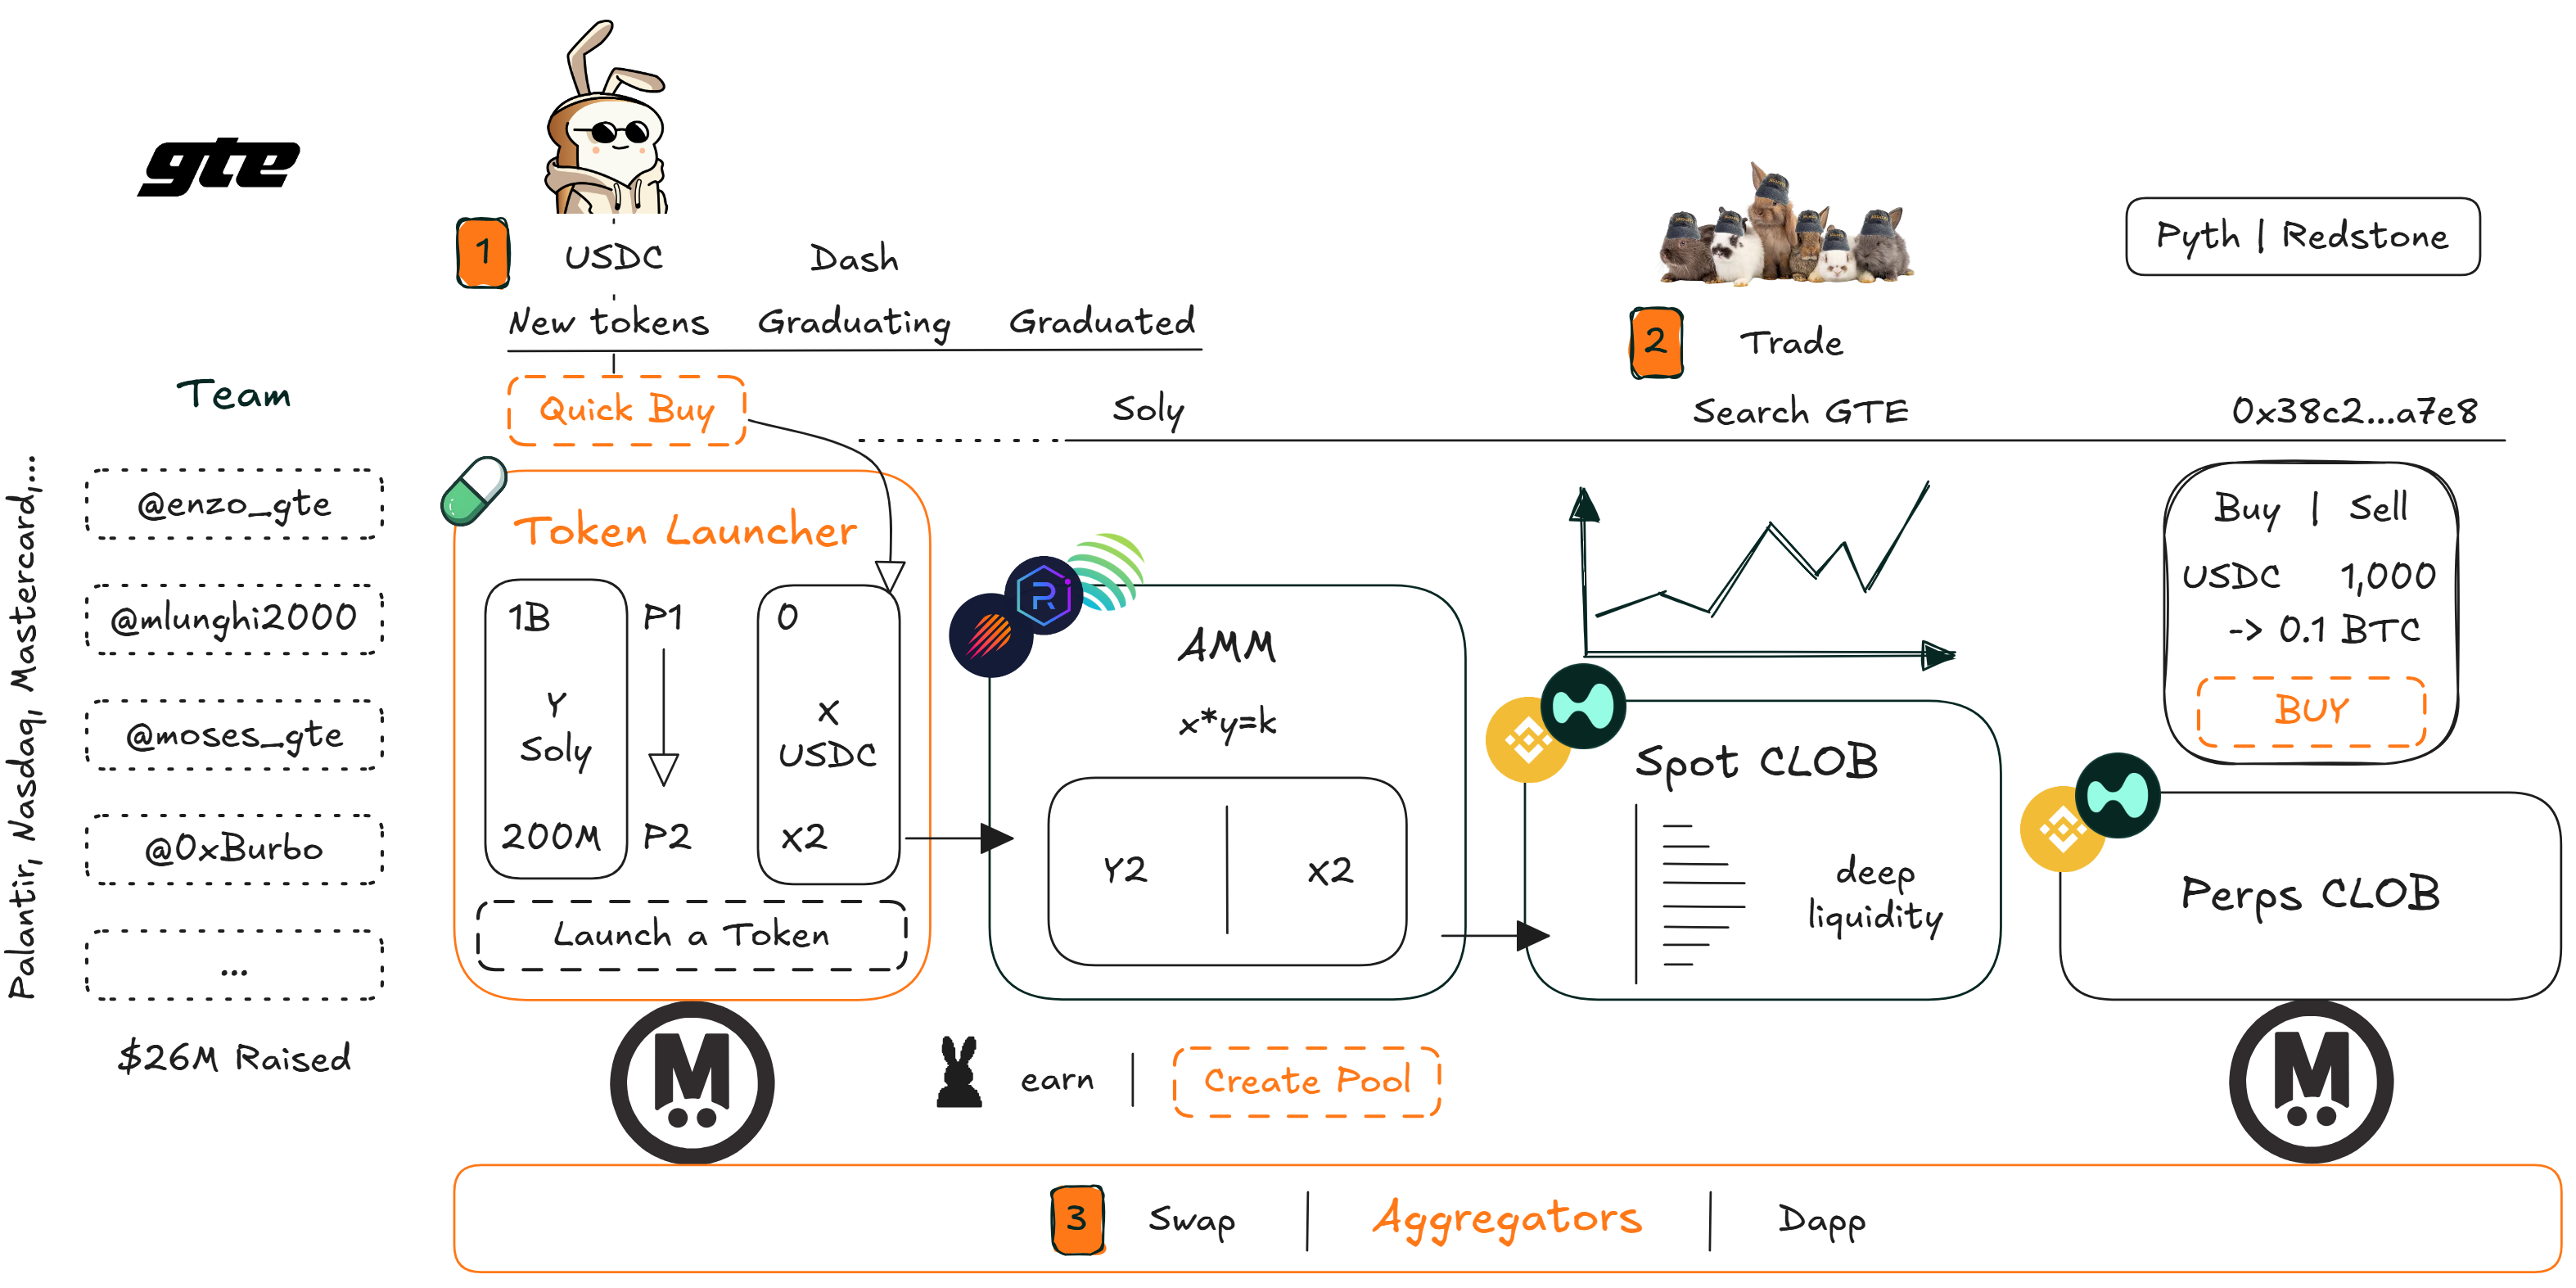 gte
1
USDC
Dash
New tokens
Graduating
Graduated
Quick Buy
2
Trade
Pyth | Redstone
Soly
Search GTE
0x38c2...a7e8
Team
@enzo_gte
@mlunghi2000
@moses_gte
@0xBurbo
...
$26M Raised
Palantir, Nasdaq, Mastercard,...
Token Launcher
1B
Y
Soly
200M
P1
P2
0
X
USDC
X2
Launch a Token
AMM
x*y=k
Y2
X2
Spot CLOB
deep
liquidity
Buy | Sell
USDC 1,000
-> 0.1 BTC
BUY
Perps CLOB
M
earn
Create Pool
M
3
Swap
Aggregators
Dapp